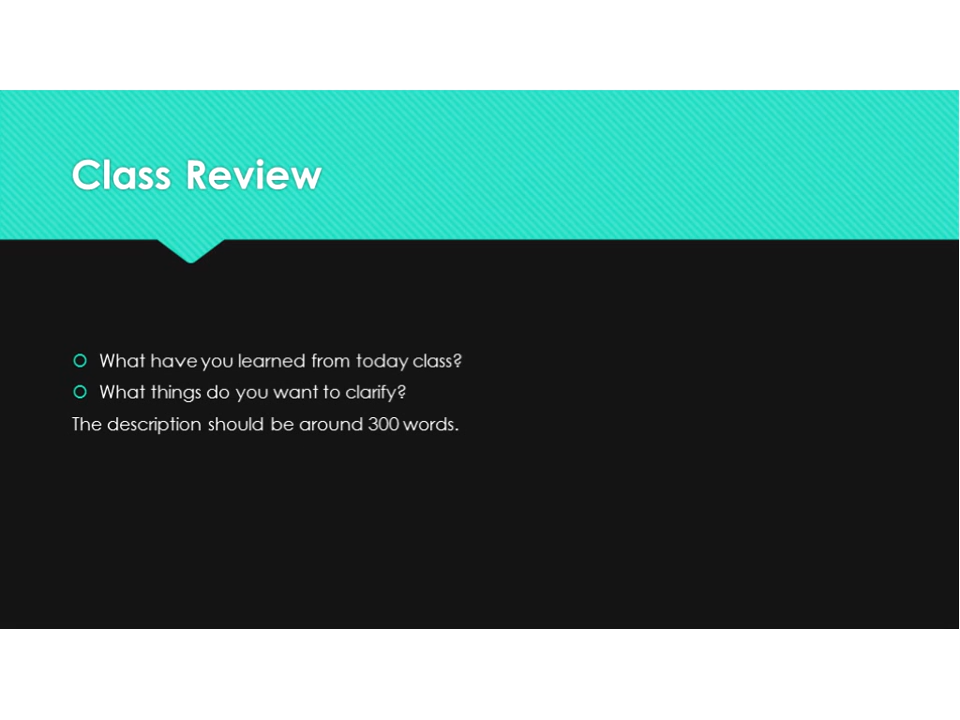 Class Review
What have you learned from today class?
What things do you want to clarify?
The description should be around 300 words.